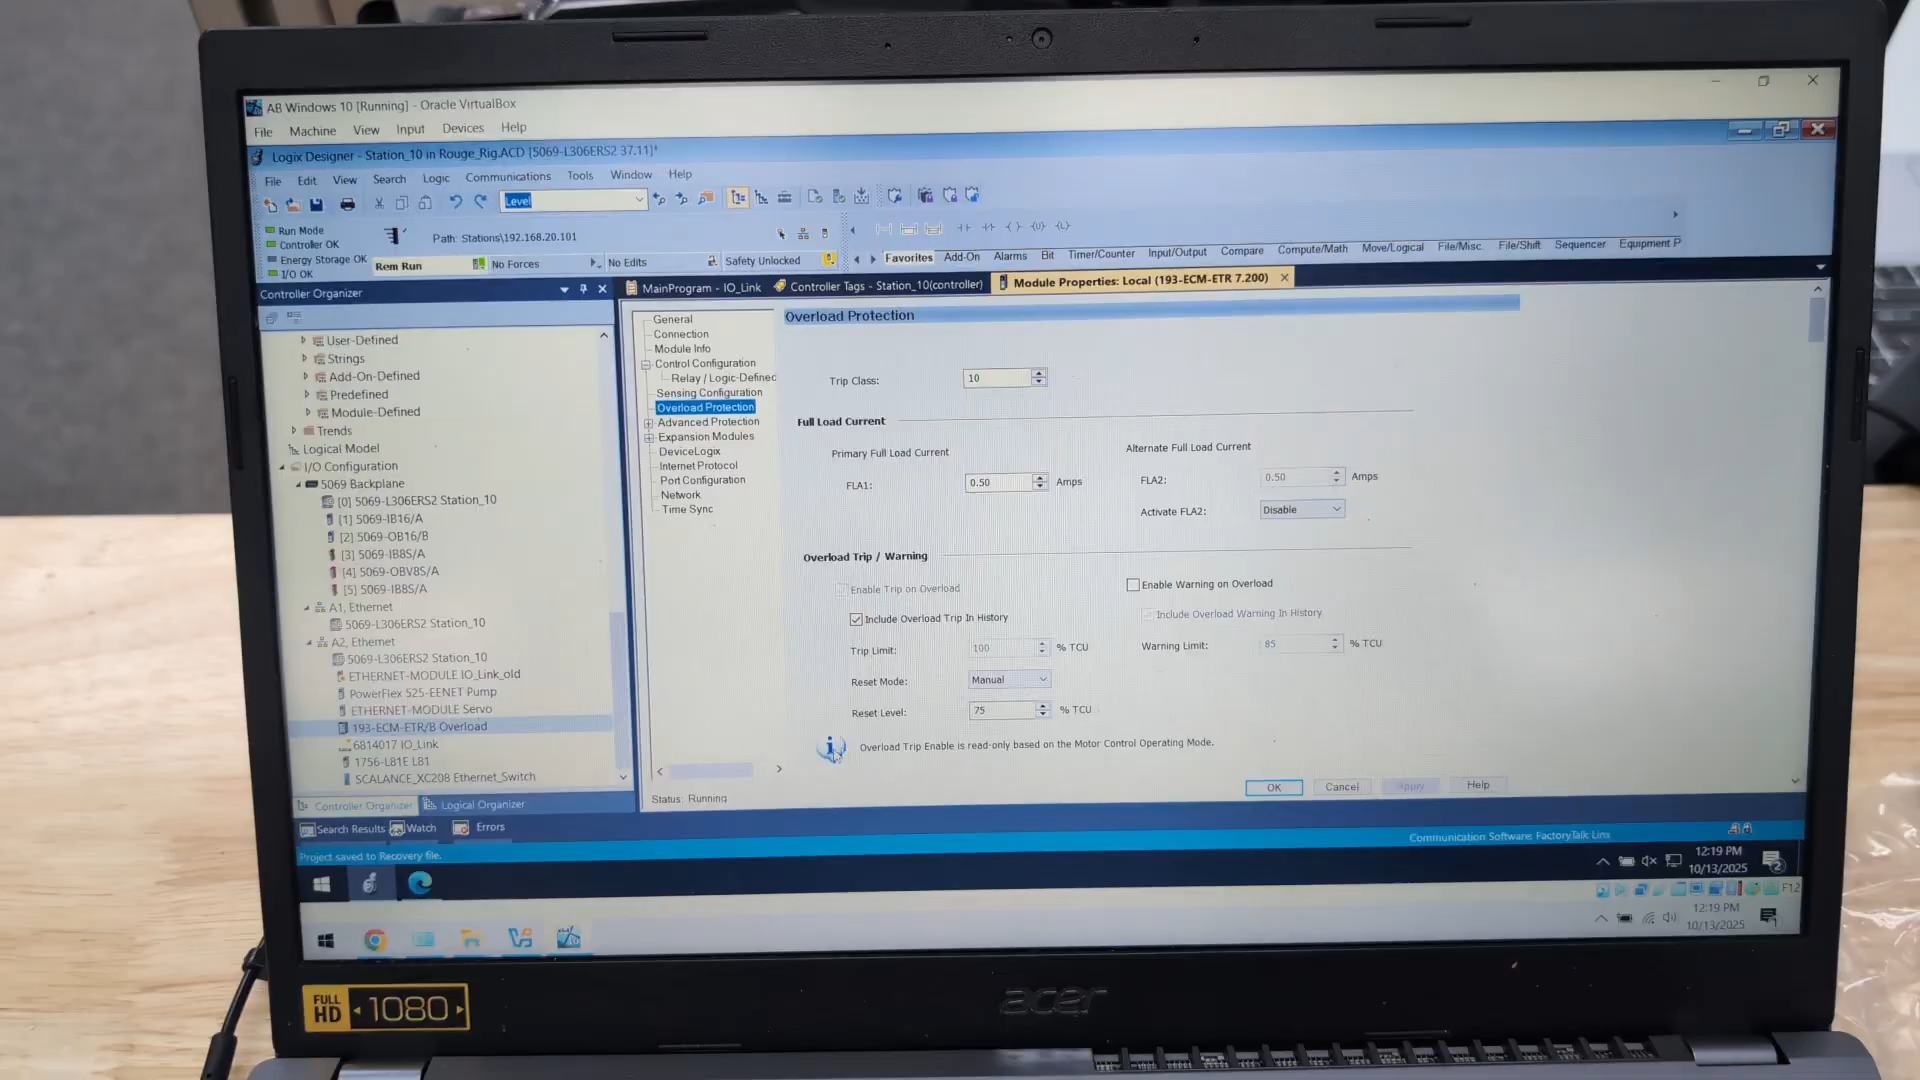 AB Windows 10 [Running] - Oracle VirtualBox
File Machine View Input Devices Help
Logix Designer - Station_10 in Rouge_Rig.ACD [5069-L306ERS2 37.11]*
File Edit View Search Logic Communications Tools Window Help
Level
Run Mode
Controller OK
Energy Storage OK
I/O OK
Path: Stations\192.168.20.101
Rem Run No Forces No Edits Safety Unlocked
Favorites Add-On Alarms Bit Timer/Counter Input/Output Compare Compute/Math Move/Logical File/Misc. File/Shift Sequencer Equipment P
Controller Organizer
MainProgram - IO_Link Controller Tags - Station_10(controller) Module Properties: Local (193-ECM-ETR 7.200)
User-Defined
Strings
Add-On-Defined
Predefined
Module-Defined
Trends
Logical Model
I/O Configuration
5069 Backplane
[0] 5069-L306ERS2 Station_10
[1] 5069-IB16/A
[2] 5069-OB16/B
[3] 5069-IB8S/A
[4] 5069-OBV8S/A
[5] 5069-IB8S/A
A1, Ethernet
5069-L306ERS2 Station_10
A2, Ethernet
5069-L306ERS2 Station_10
ETHERNET-MODULE IO_Link_old
PowerFlex 525-EENET Pump
ETHERNET-MODULE Servo
193-ECM-ETR/B Overload
6814017 IO_Link
1756-L81E L81
SCALANCE_XC208 Ethernet_Switch
Controller Organizer Logical Organizer
General
Connection
Module Info
Control Configuration
Relay / Logic-Defined
Sensing Configuration
Overload Protection
Advanced Protection
Expansion Modules
DeviceLogix
Internet Protocol
Port Configuration
Network
Time Sync
Overload Protection
Trip Class: 10
Full Load Current
Primary Full Load Current
FLA1: 0.50 Amps
Alternate Full Load Current
FLA2: 0.50 Amps
Activate FLA2: Disable
Overload Trip / Warning
Enable Trip on Overload
Include Overload Trip In History
Trip Limit: 100 % TCU
Reset Mode: Manual
Reset Level: 75 % TCU
Enable Warning on Overload
Include Overload Warning In History
Warning Limit: 85 % TCU
Overload Trip Enable is read-only based on the Motor Control Operating Mode.
Status: Running
OK Cancel Apply Help
Search Results Watch Errors
Communication Software: FactoryTalk Linx
Project saved to Recovery file.
12:19 PM
10/13/2025
2
F12
12:19 PM
10/13/2025
FULL HD 1080
acer